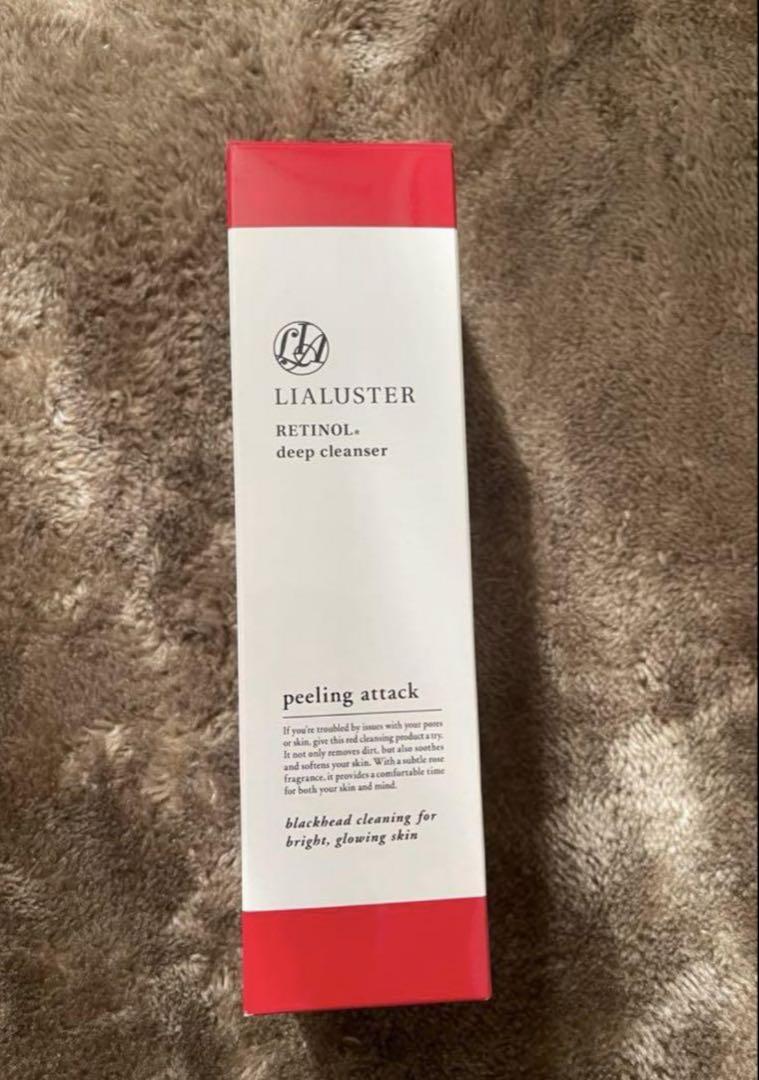 LIA
LIALUSTER
RETINOL*
deep cleanser
peeling attack
If you're troubled by issues with your pores
or skin, give this red cleansing product a try.
It not only removes dirt, but also soothes
and softens your skin. With a subtle rose
fragrance, it provides a comfortable time
for both your skin and mind.
blackhead cleaning for
bright, glowing skin